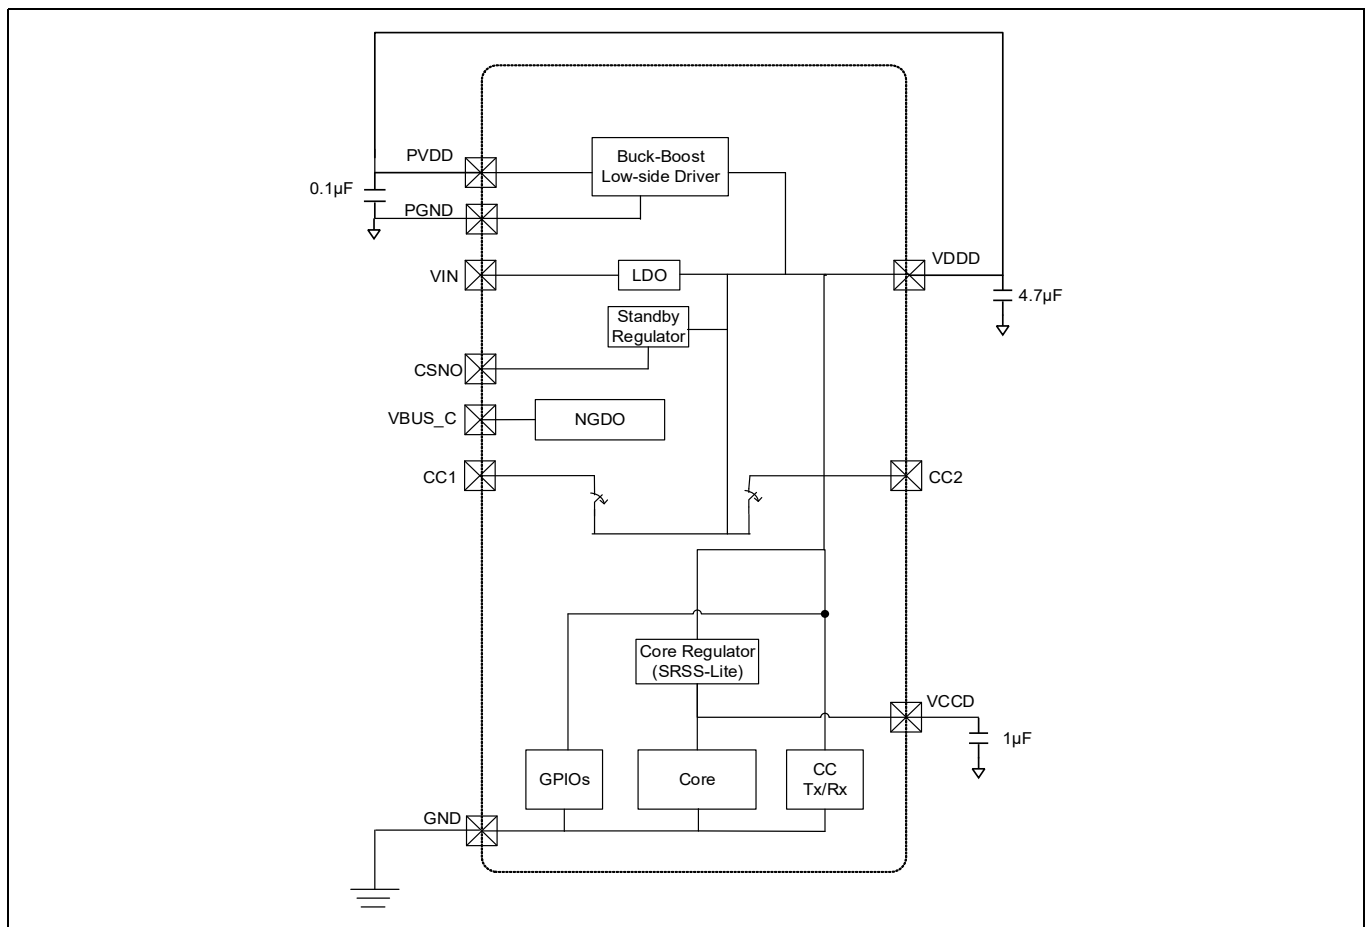 Buck-Boost
Low-side Driver
PVDD
0.1µF
PGND
VDDD
VIN
LDO
4.7µF
Standby
Regulator
CSNO
VBUS_C
NGDO
CC1
CC2
Core Regulator
(SRSS-Lite)
VCCD
1µF
GPIOs
Core
CC
Tx/Rx
GND